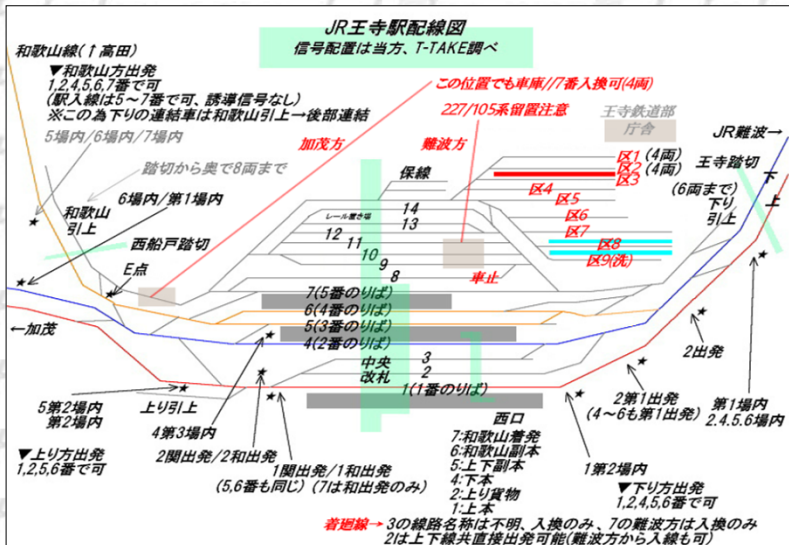 JR王寺駅配線図
信号配置は当方、T-TAKE調べ
和歌山線(↑高田)
▼和歌山方出発
1,2,4,5,6,7番で可
(駅入線は5～7番で可、誘導信号なし)
※この為下りの連結車は和歌山引上→後部連結
5場内/6場内/7場内
踏切から奥で8両まで
6場内/第1場内
和歌山
引上
西船戸踏切
E点
←加茂
この位置でも車庫//7番入換可(4両)
227/105系留置注意
加茂方
難波方
王寺鉄道部
庁舎
JR難波→
王寺踏切
下
上
保線
区1
(4両)
区2
(4両)
区3
区4
区5
区6
区7
区8
区9(洗)
(6両まで)
下り
引上
レール置き場
14
13
12
11
10
9
8
車止
7(5番のりば)
6(4番のりば)
5(3番のりば)
4(2番のりば)
中央
改札
3
2
1(1番のりば)
5第2場内
第2場内
上り引上
4第3場内
▼上り方出発
1,2,5,6番で可
2関出発/2和出発
1関出発/1和出発
(5,6番も同じ)(7は和出発のみ)
西口
7:和歌山着発
6:和歌山副本
5:上下副本
4:下本
2:上り貨物
1:上本
2出発
2第1出発
(4～6も第1出発)
第1場内
2.4.5.6場内
1第2場内
▼下り方出発
1,2,4,5,6番で可
着廻線→
3の線路名称は不明、入換のみ、7の難波方は入換のみ
2は上下線共直接出発可能(難波方から入線も可)